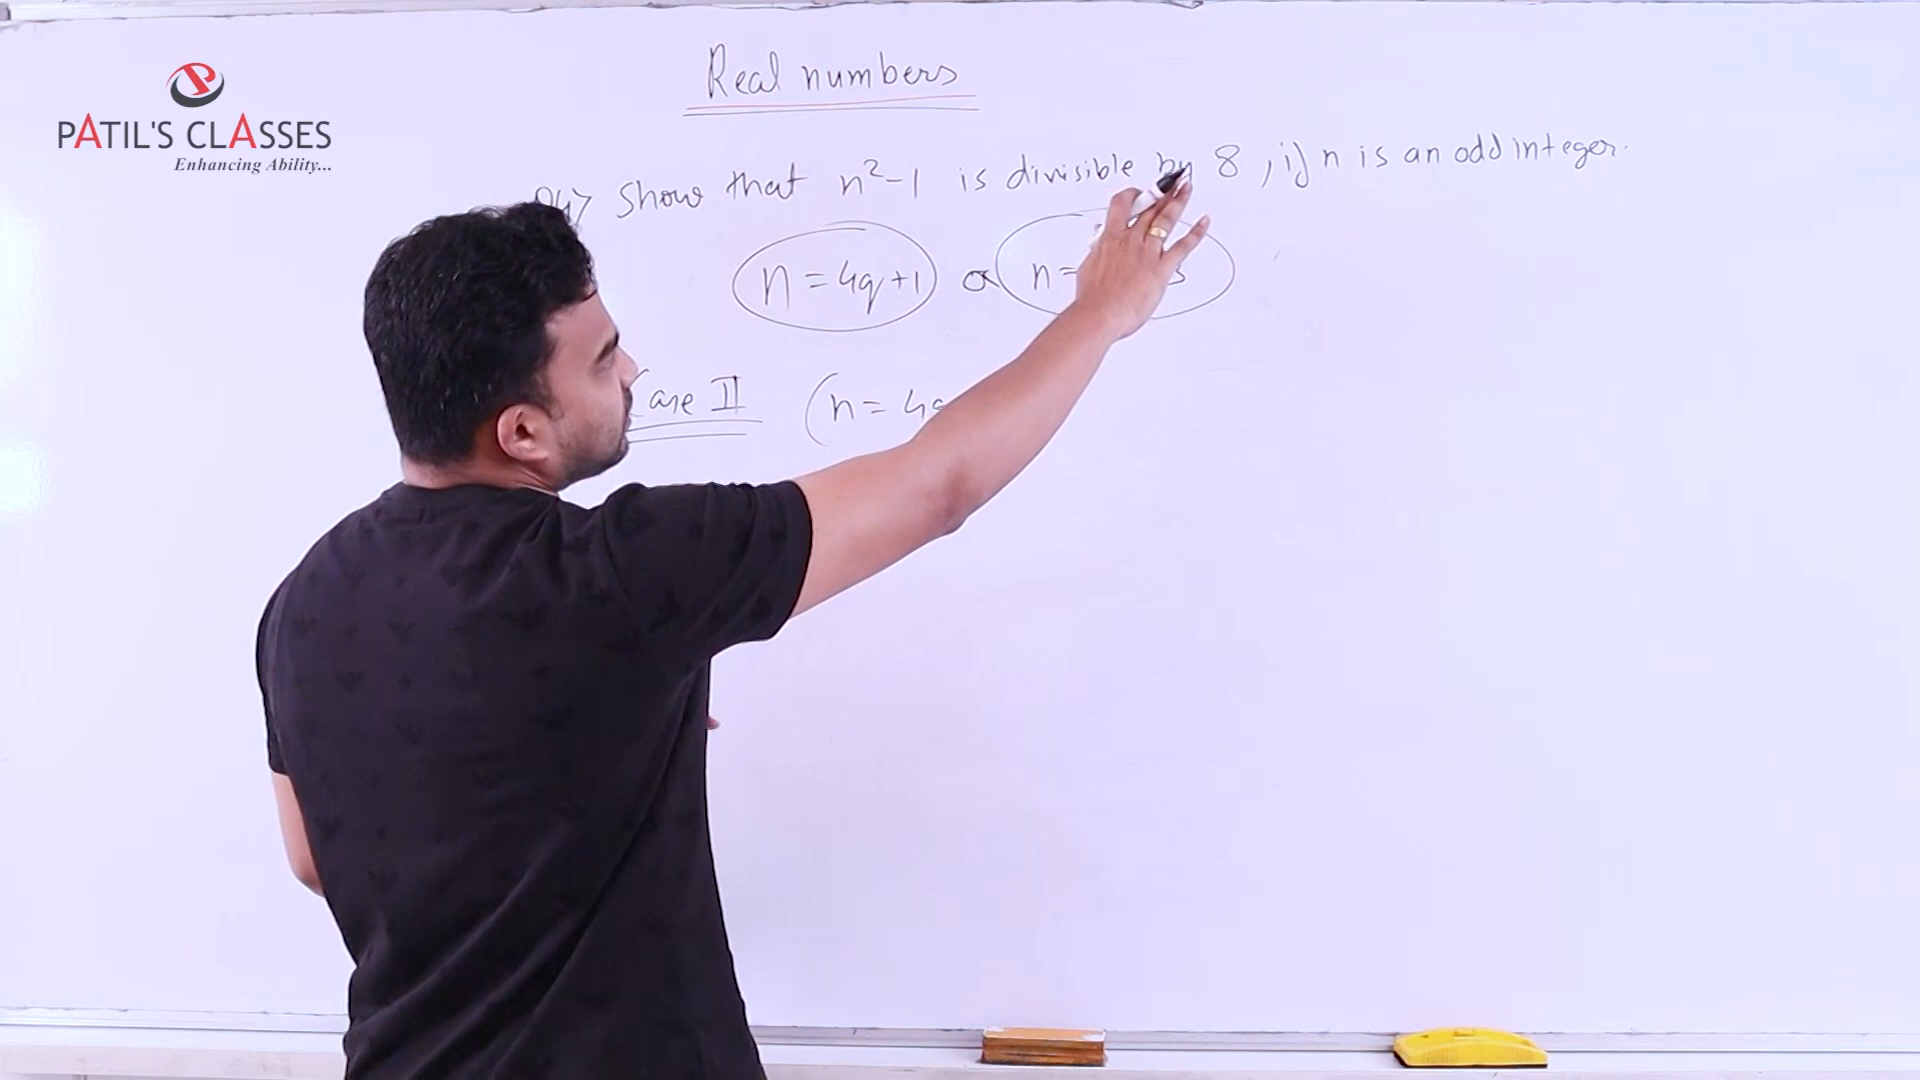 Real numbers
PATIL'S CLASSES
Enhancing Ability...
Show that n²-1 is divisible by 8, if n is an odd integer.
n = 4q+1 or n=
Case II (n = 4q